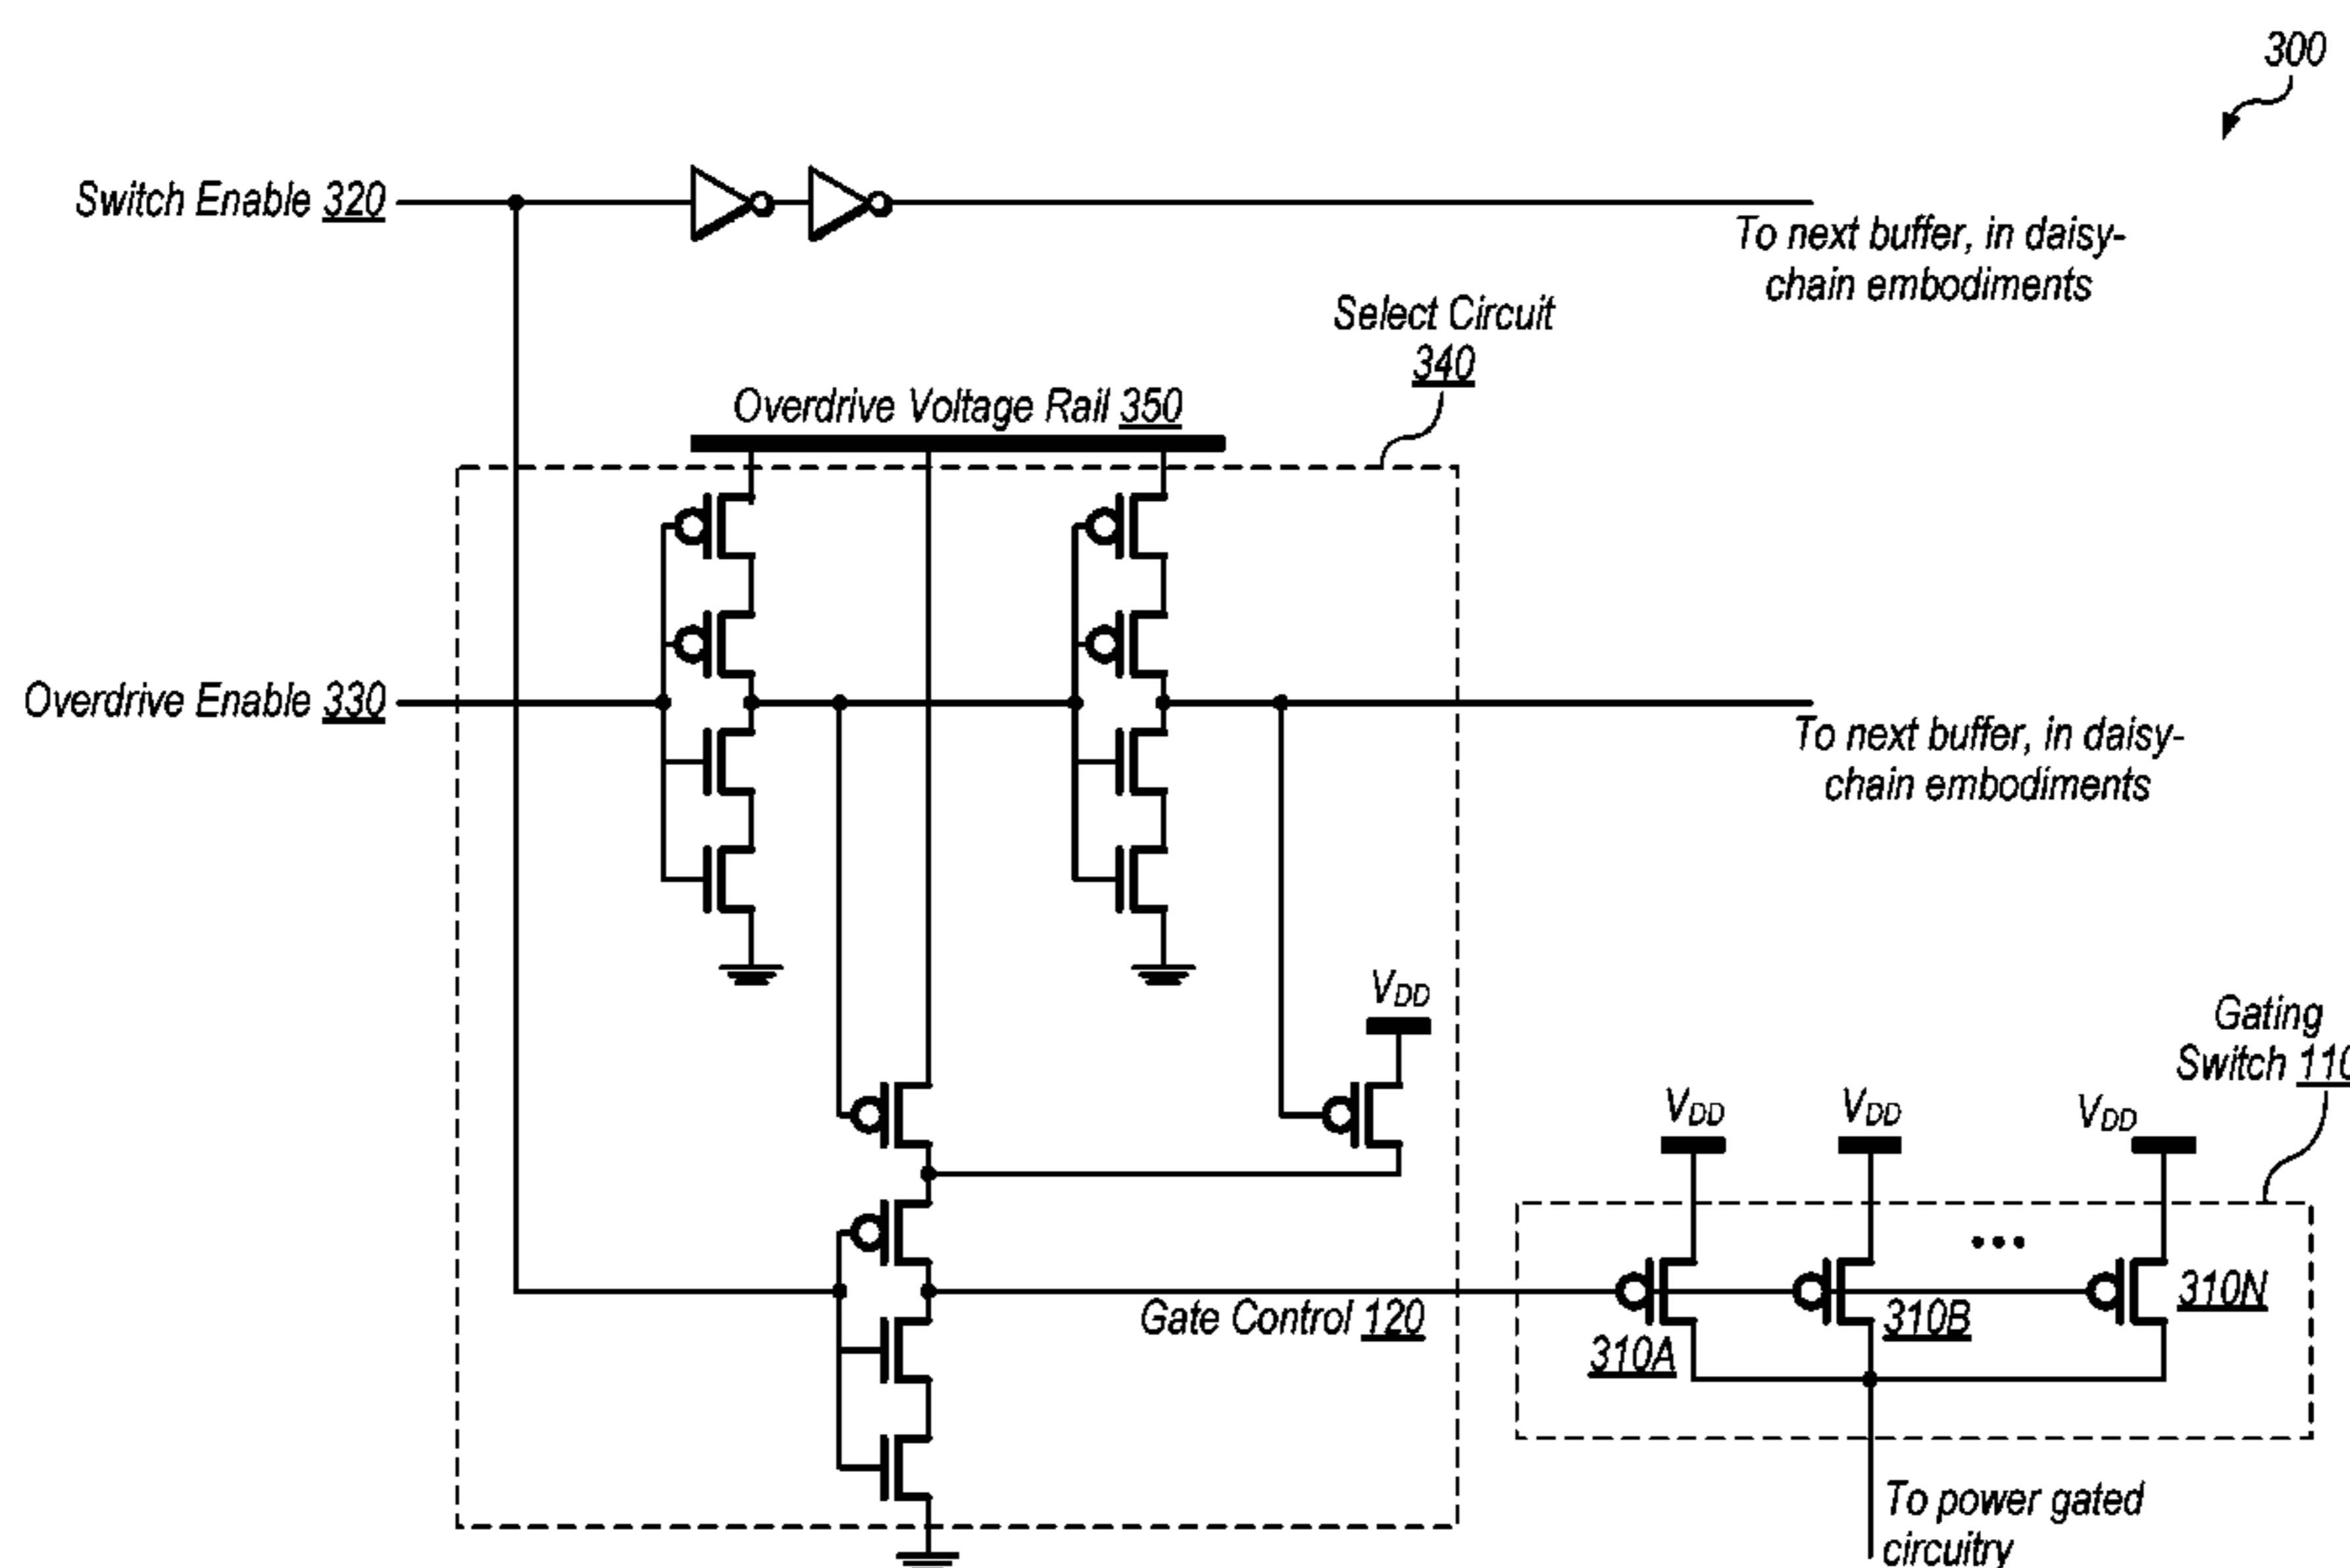 300
Switch Enable 320
To next buffer, in daisy-
chain embodiments
Select Circuit
340
Overdrive Voltage Rail 350
Overdrive Enable 330
To next buffer, in daisy-
chain embodiments
VDD
Gating
Switch 110
VDD
VDD
VDD
Gate Control 120
310A
310B
310N
To power gated
circuitry